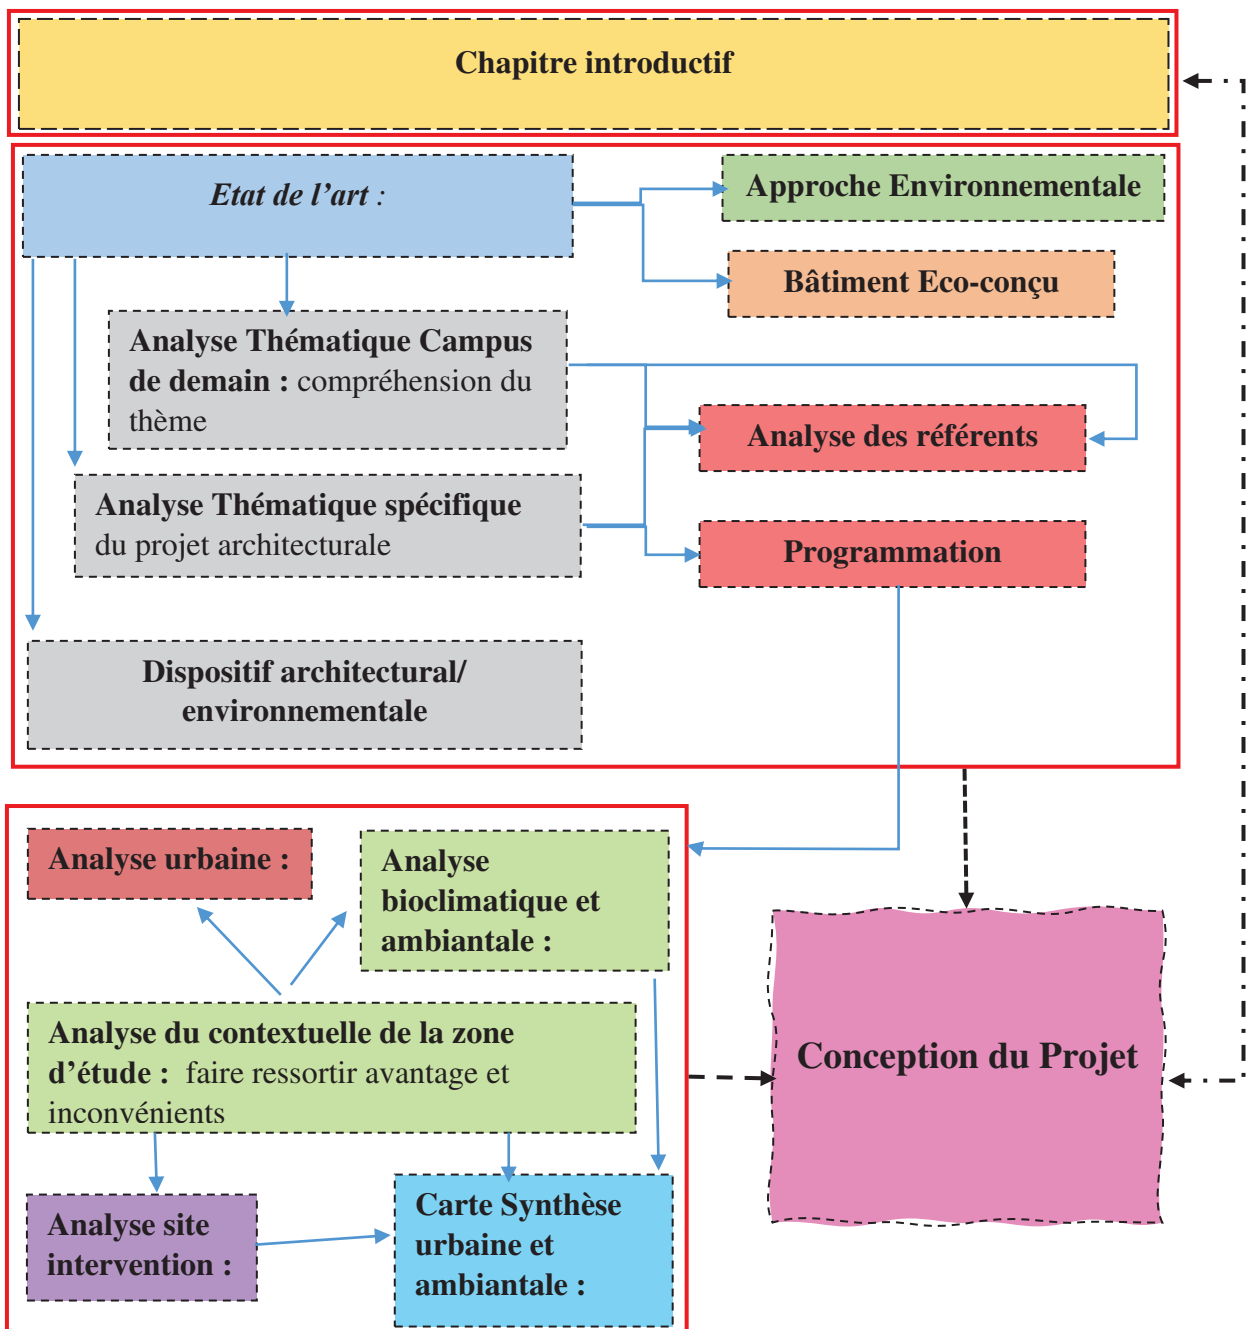 Chapitre introductif
Etat de l’art :
Approche Environnementale
Bâtiment Eco-conçu
Analyse Thématique Campus
de demain : compréhension du
thème
Analyse des référents
Analyse Thématique spécifique
du projet architecturale
Programmation
Dispositif architectural/
environnementale
Analyse urbaine :
Analyse
bioclimatique et
ambiantale :
Analyse du contextuelle de la zone
d’étude : faire ressortir avantage et
inconvénients
Conception du Projet
Analyse site
intervention :
Carte Synthèse
urbaine et
ambiantale :